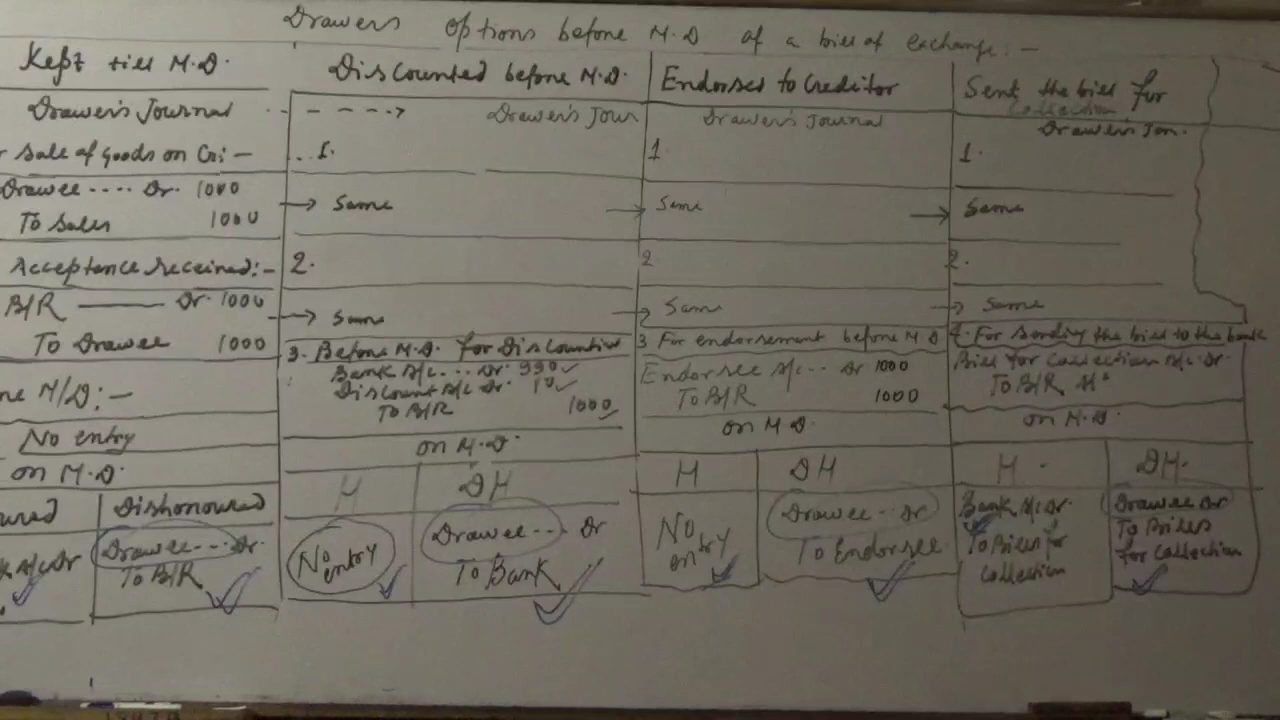 Drawers options before M.D of a bill of exchange:-
Kept till M.D.
Drawer's Journal
r Sale of Goods on Cri -
Drawee .... Dr. 1000
To Sales 1000
Acceptance received:-
B/R —— Dr. 1000
To Drawee 1000
ne M/D:-
No entry
on M.D.
ured
Dishonoured
A/c Dr
Drawee... Dr.
To B/R
Discounted before M.D.
Drawer's Jour
1.
Same
2.
Same
3. Before M.D. for Discounting
Bank A/c... Dr. 990
Discount A/c Dr. 10
To B/R 1000
on M.D.
H
DH
No entry
Drawee... Dr
To Bank
Endorsed to Creditor
Drawer's Journal
1.
Same
2
Same
3 For endorsement before M D
Endorsee A/c... Dr 1000
To B/R 1000
on M.D.
H
DH
No entry
Drawee.. Dr
To Endorsee
Sent the bill for
Collection
Drawer's Jon.
1.
Same
2.
Same
For Sending the bill to the bank
Bill for Collection A/c. Dr.
To B/R
on M.D.
H.
DH.
Bank A/c Dr.
To Bills for
Collection
Drawee Dr
To Bills
for Collection